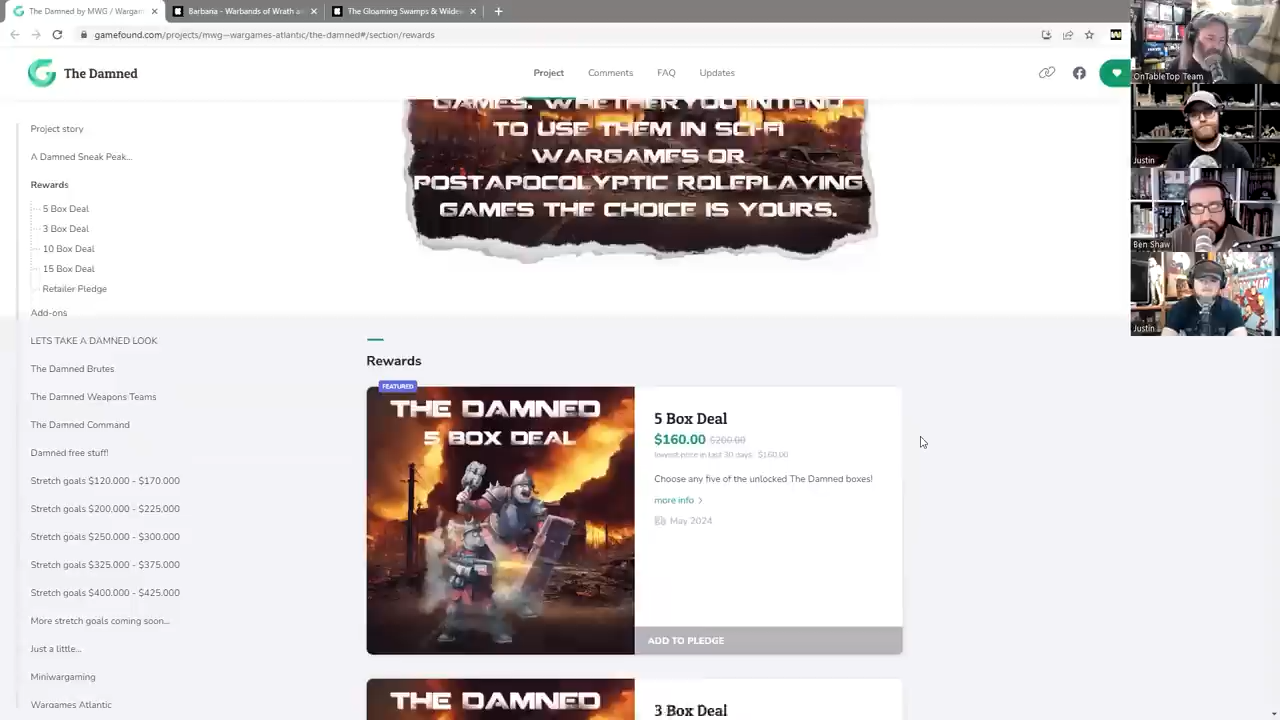 The Damned by MWG / Wargam
Barbaria - Warbands of Wrath an
The Gloaming Swamps & Wildes
gamefound.com/projects/mwg--wargames-atlantic/the-damned#/section/rewards
The Damned
Project
Comments
FAQ
Updates
Project story
A Damned Sneak Peak...
Rewards
5 Box Deal
3 Box Deal
10 Box Deal
15 Box Deal
Retailer Pledge
Add-ons
LETS TAKE A DAMNED LOOK
The Damned Brutes
The Damned Weapons Teams
The Damned Command
Damned free stuff!
Stretch goals $120.000 - $170.000
Stretch goals $200.000 - $225.000
Stretch goals $250.000 - $300.000
Stretch goals $325.000 - $375.000
Stretch goals $400.000 - $425.000
More stretch goals coming soon...
Just a little...
Miniwargaming
Wargames Atlantic
GAMES. WHETHER YOU INTEND
TO USE THEM IN SCI-FI
WARGAMES OR
POSTAPOCOLYPTIC ROLEPLAYING
GAMES THE CHOICE IS YOURS.
Rewards
FEATURED
THE DAMNED
5 BOX DEAL
5 Box Deal
$160.00 $200.00
lowest price in last 30 days: $160.00
Choose any five of the unlocked The Damned boxes!
more info
May 2024
ADD TO PLEDGE
THE DAMNED
3 Box Deal
OnTableTop Team
Justin
Ben Shaw
Justin